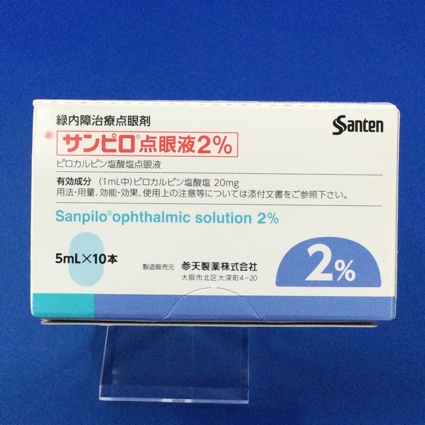 緑内障治療点眼剤
Santen
サンピロ®点眼液2%
ピロカルピン塩酸塩点眼液
有効成分 (1mL中)ピロカルピン塩酸塩 20mg
用法・用量、効能・効果、使用上の注意等については添付文書をご参照下さい。
Sanpilo® ophthalmic solution 2%
5mL×10本
製造販売元 参天製薬株式会社
大阪市北区大深町4-20
2%